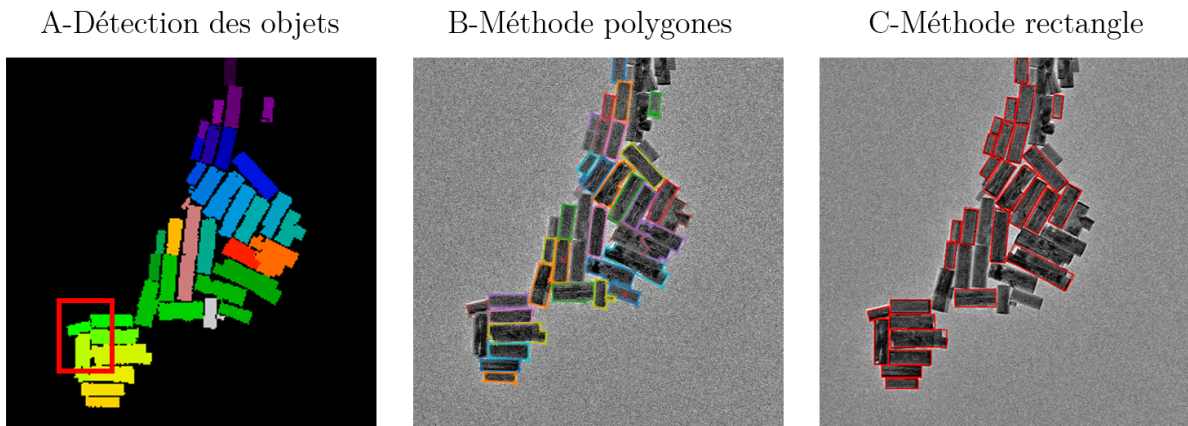 A-Détection des objets
B-Méthode polygones
C-Méthode rectangle